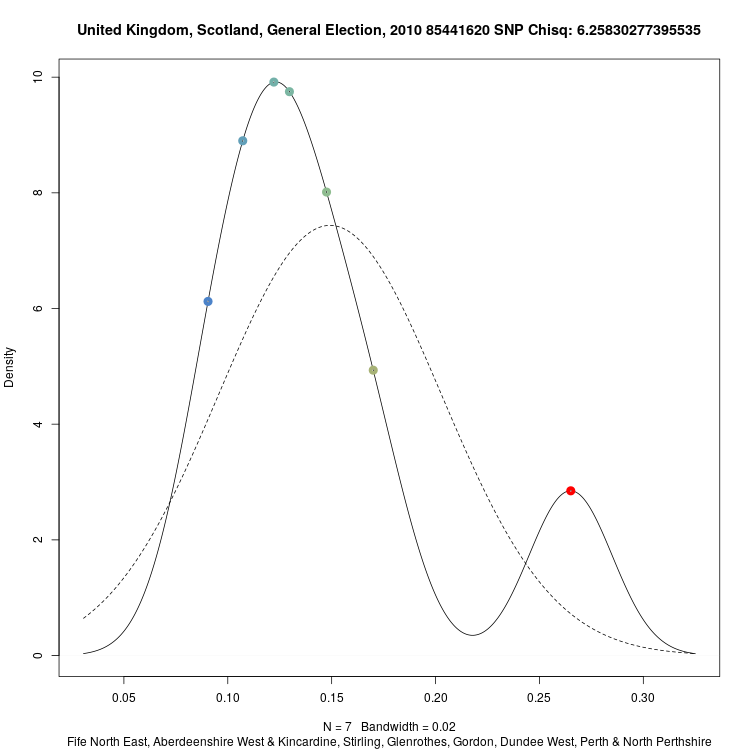 United Kingdom, Scotland, General Election, 2010 85441620 SNP Chisq: 6.25830277395535
10
8
6
4
2
0
Density
0.05 0.10 0.15 0.20 0.25 0.30
N = 7 Bandwidth = 0.02
Fife North East, Aberdeenshire West & Kincardine, Stirling, Glenrothes, Gordon, Dundee West, Perth & North Perthshire